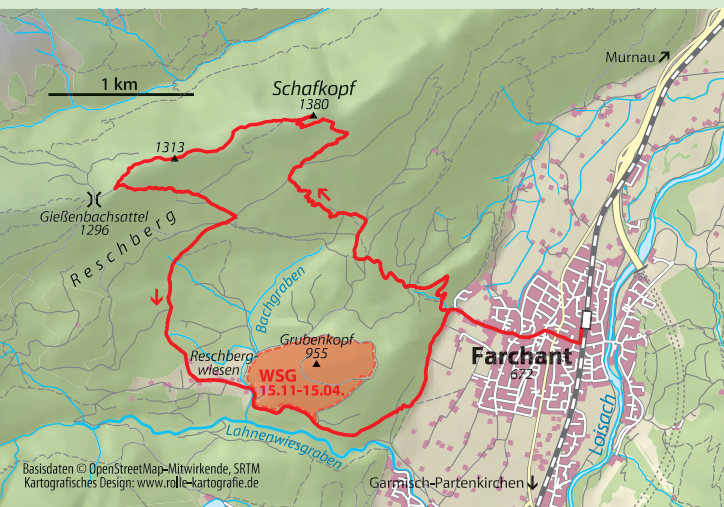 Murnau
1 km
Schafkopf
1380
1313
Gießenbachsattel
1296
Reschberg
Bachgraben
Grubenkopf
955
Reschberg
wiesen
WSG
15.11-15.04.
Farchant
672
Loisach
Lahnenwiesgraben
Basisdaten © OpenStreetMap-Mitwirkende, SRTM
Kartografisches Design: www.rolle-kartografie.de
Garmisch-Partenkirchen